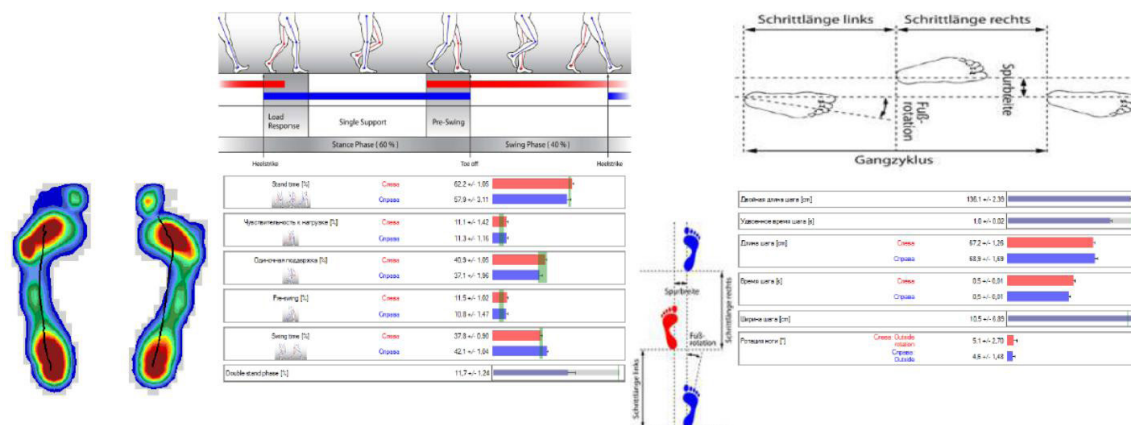 Load
Response
Single Support
Pre-Swing
Stance Phase ( 60 % )
Swing Phase ( 40 % )
Heelstrike
Toe off
Heelstrike
Stand time [%]
Слева
62,2 +/- 1,86
Справа
57,9 +/- 3,11
Чувствительность к нагрузке [%]
Слева
11,1 +/- 1,42
Справа
11,3 +/- 1,16
Одиночная поддержка [%]
Слева
Справа
37,1 +/- 1,96
Pre-swing [%]
Слева
11,5 +/- 1,02
Справа
10,8 +/- 1,47
Swing time [%]
Слева
37,8 +/- 0,90
Справа
42,1 +/- 1,04
Double stand phase [%]
11,7 +/- 1,24
Spurbreite
Fuß-
rotation
Schrittlänge rechts
Schrittlänge links
Schrittlänge links
Schrittlänge rechts
Spurbreite
Fuß-
rotation
Gangzyklus
Двойная длина шага [cm]
136,1 +/- 2,39
Удвоенное время шага [s]
1,0 +/- 0,02
Длина шага [cm]
Слева
67,2 +/- 1,26
Справа
68,9 +/- 1,69
Время шага [s]
Слева
0,5 +/- 0,01
Справа
0,5 +/- 0,01
Ширина шага [cm]
10,5 +/- 0,89
Ротация ноги [°]
Слева Outside
rotation
5,1 +/- 2,70
Справа
Outside
4,6 +/- 1,48